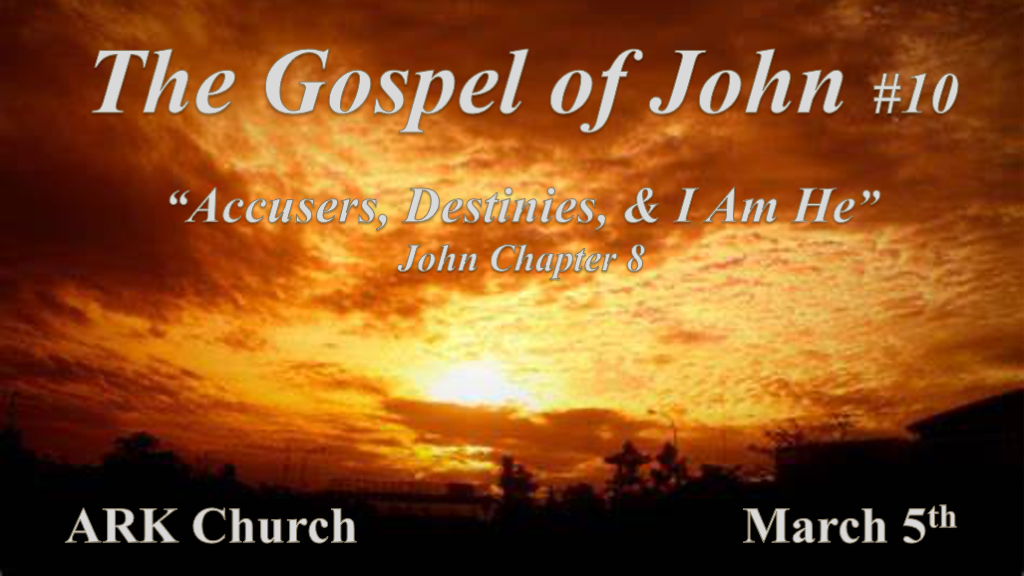 The Gospel of John #10
“Accusers, Destinies, & I Am He”
John Chapter 8
ARK Church
March 5th